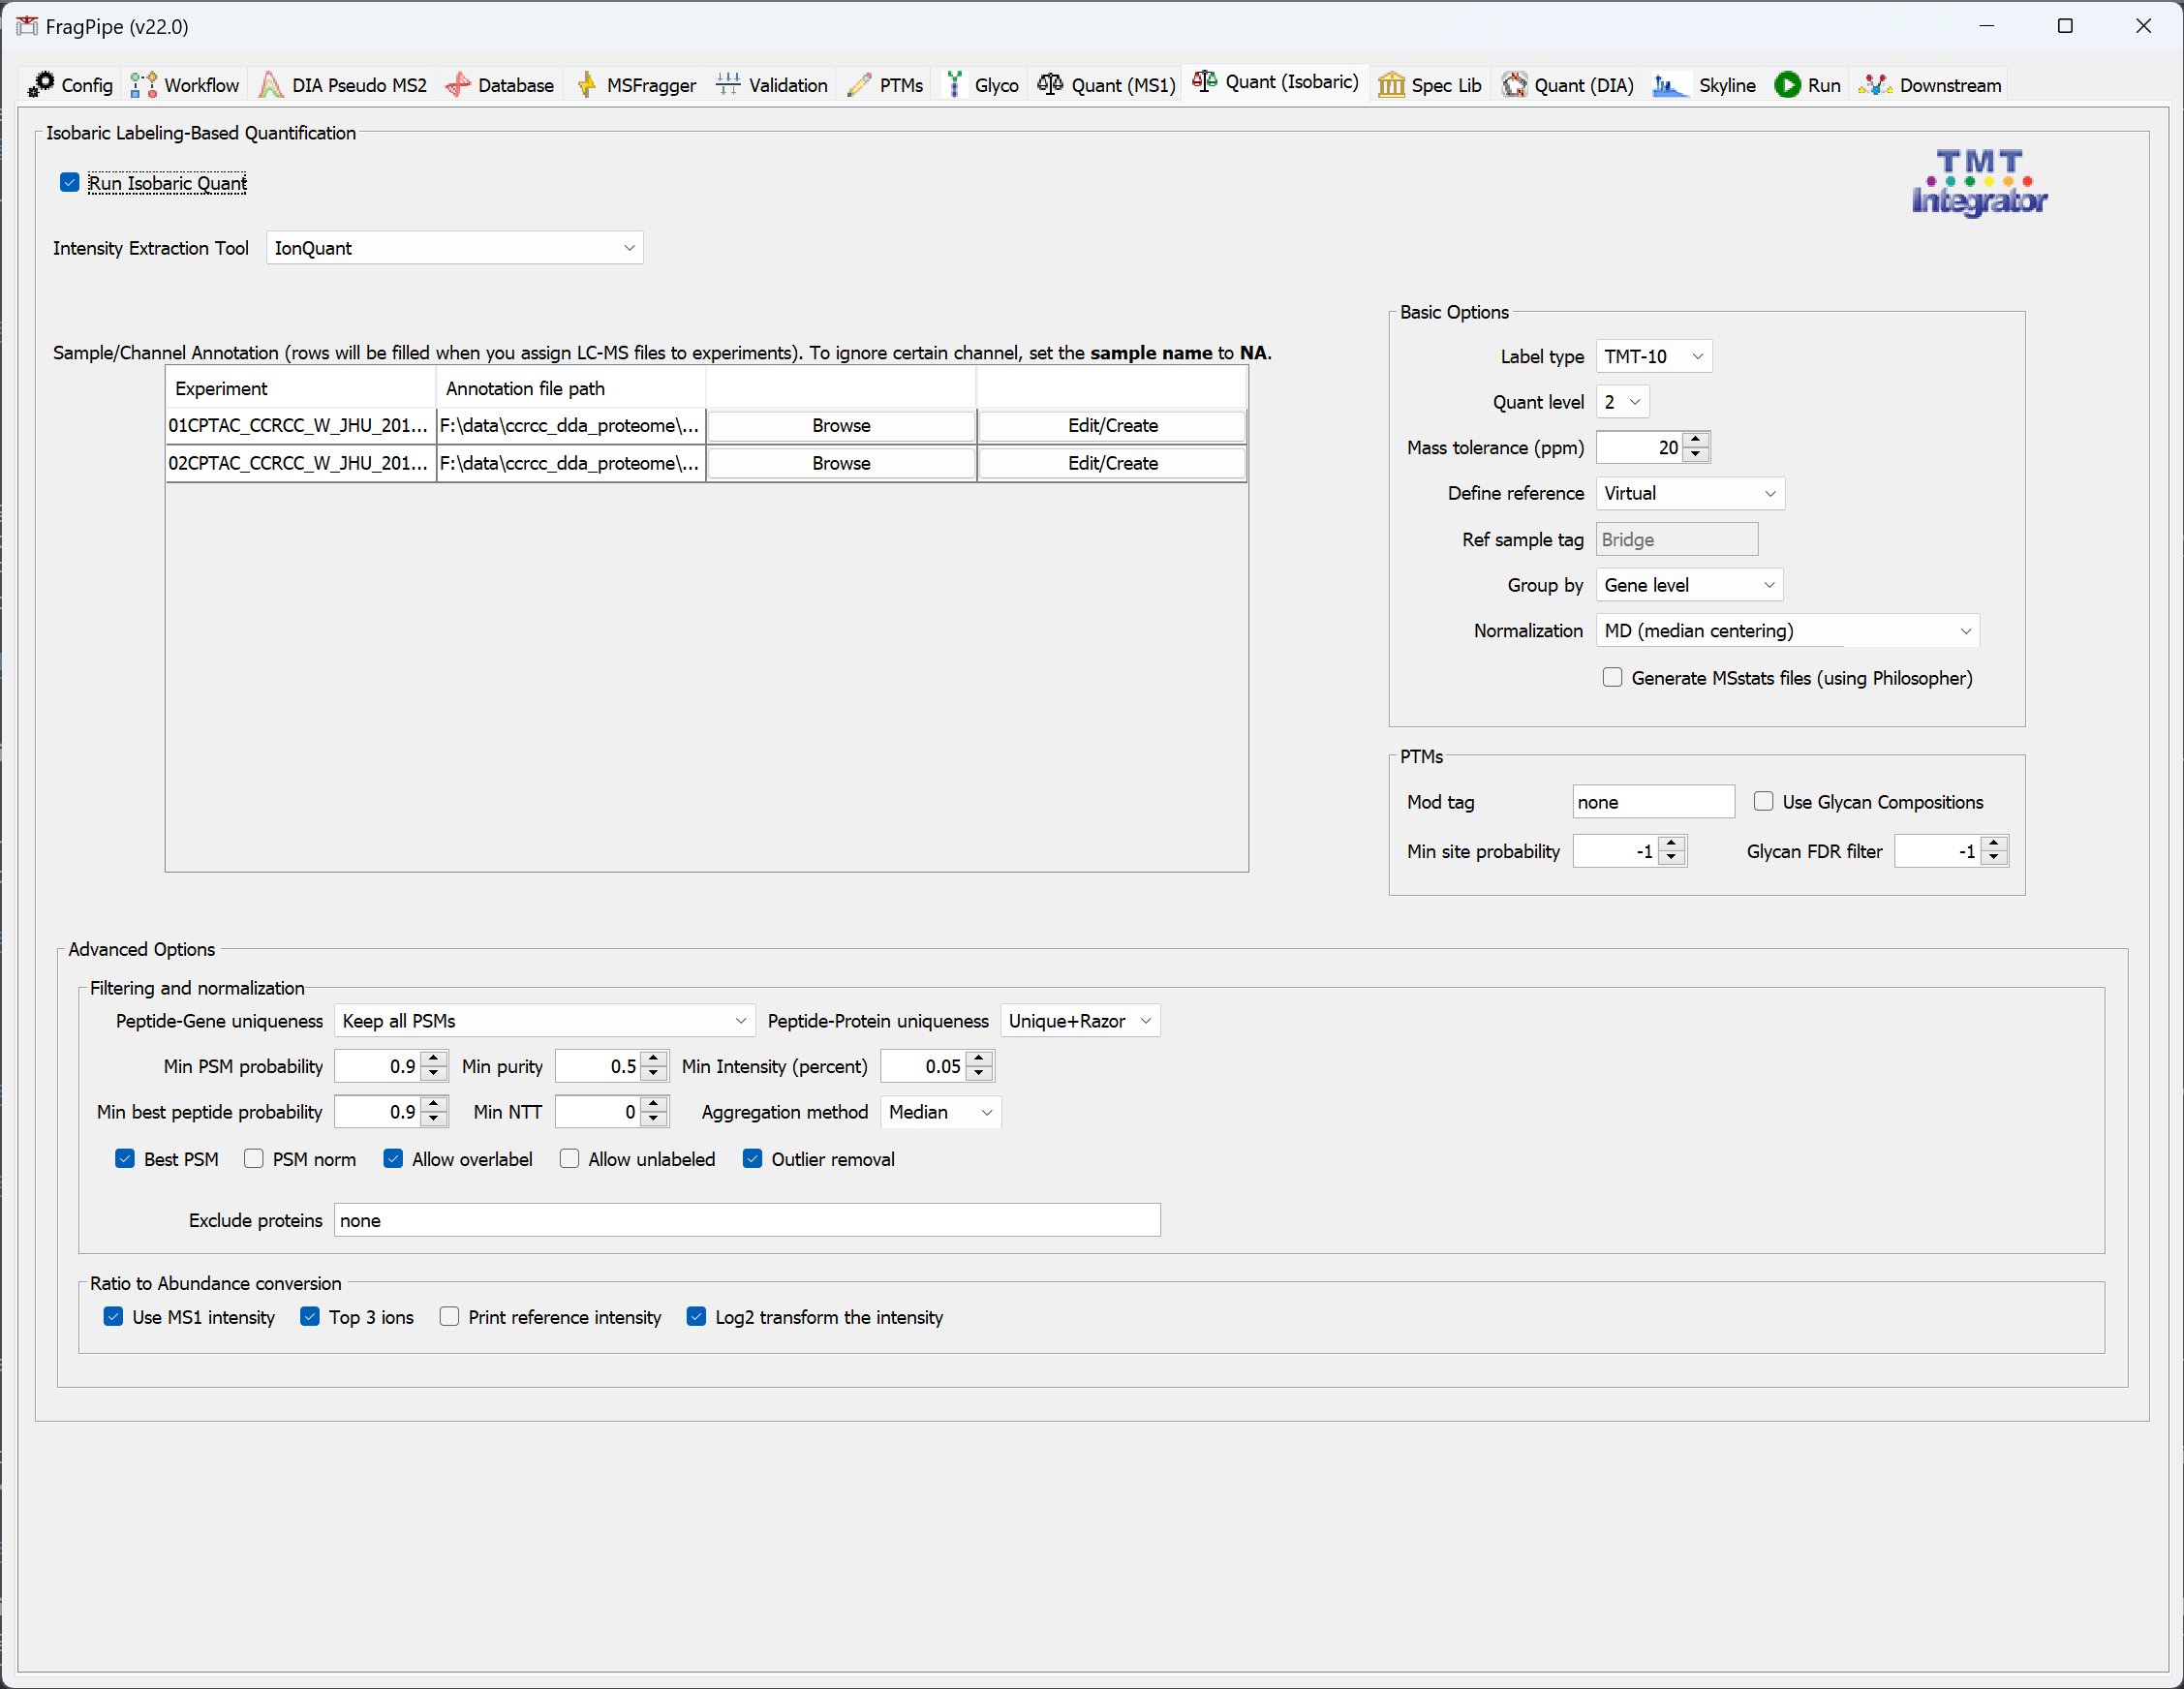 FragPipe (v22.0)
Config Workflow DIA Pseudo MS2 Database MSFragger Validation PTMs Glyco Quant (MS1) Quant (Isobaric) Spec Lib Quant (DIA) Skyline Run Downstream
Isobaric Labeling-Based Quantification
Run Isobaric Quant
TMT
Integrator
Intensity Extraction Tool IonQuant
Sample/Channel Annotation (rows will be filled when you assign LC-MS files to experiments). To ignore certain channel, set the sample name to NA.
Experiment Annotation file path
01CPTAC_CCRCC_W_JHU_201... F:\data\ccrcc_dda_proteome\... Browse Edit/Create
02CPTAC_CCRCC_W_JHU_201... F:\data\ccrcc_dda_proteome\... Browse Edit/Create
Basic Options
Label type TMT-10
Quant level 2
Mass tolerance (ppm) 20
Define reference Virtual
Ref sample tag Bridge
Group by Gene level
Normalization MD (median centering)
Generate MSstats files (using Philosopher)
PTMs
Mod tag none Use Glycan Compositions
Min site probability -1 Glycan FDR filter -1
Advanced Options
Filtering and normalization
Peptide-Gene uniqueness Keep all PSMs Peptide-Protein uniqueness Unique+Razor
Min PSM probability 0.9 Min purity 0.5 Min Intensity (percent) 0.05
Min best peptide probability 0.9 Min NTT 0 Aggregation method Median
Best PSM PSM norm Allow overlabel Allow unlabeled Outlier removal
Exclude proteins none
Ratio to Abundance conversion
Use MS1 intensity Top 3 ions Print reference intensity Log2 transform the intensity